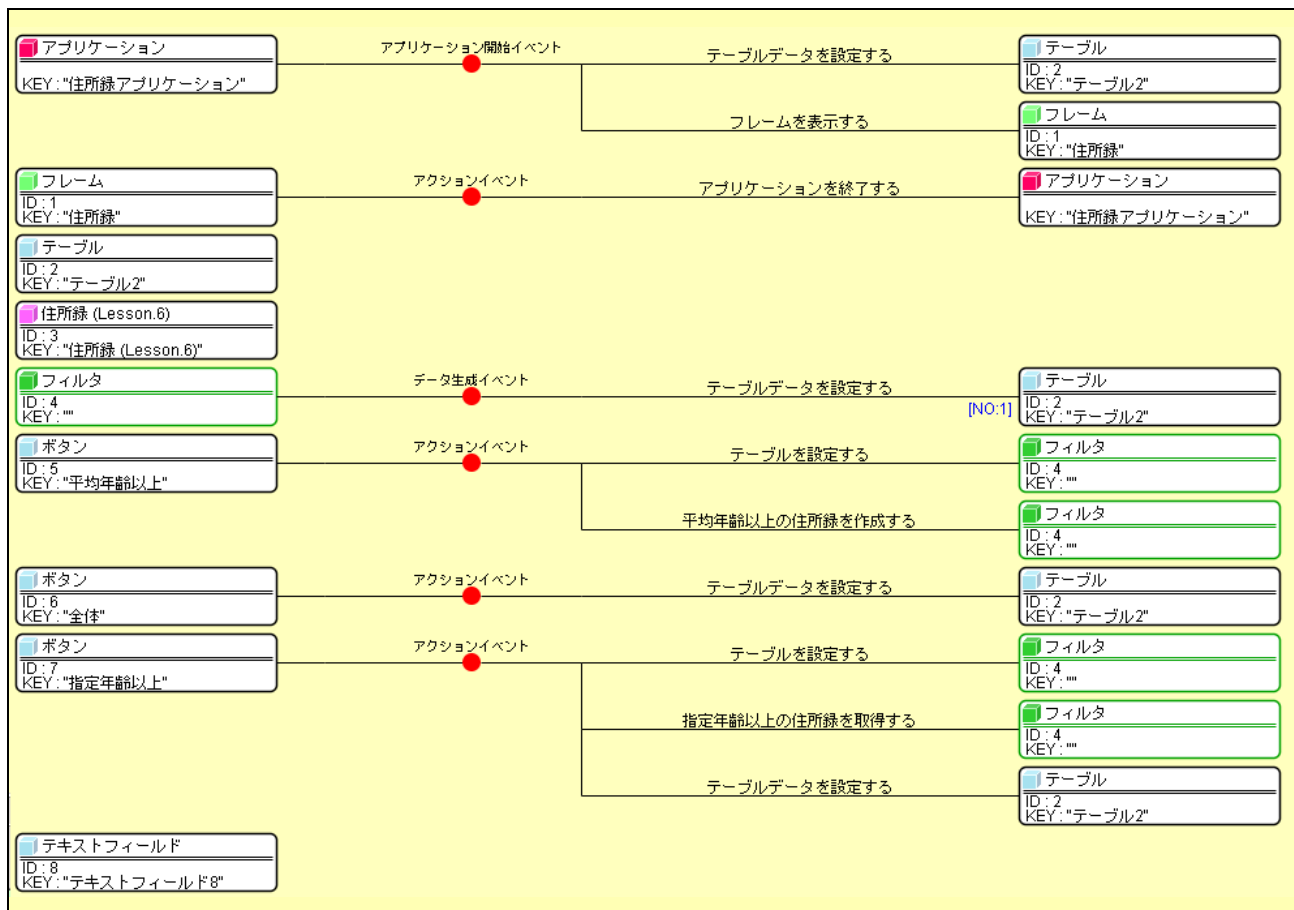 アプリケーション
KEY : "住所録アプリケーション"
アプリケーション開始イベント
テーブルデータを設定する
テーブル
ID : 2
KEY : "テーブル2"
フレームを表示する
フレーム
ID : 1
KEY : "住所録"
フレーム
ID : 1
KEY : "住所録"
アクションイベント
アプリケーションを終了する
アプリケーション
KEY : "住所録アプリケーション"
テーブル
ID : 2
KEY : "テーブル2"
住所録 (Lesson.6)
ID : 3
KEY : "住所録 (Lesson.6)"
フィルタ
ID : 4
KEY : ""
データ生成イベント
テーブルデータを設定する
[NO:1]
テーブル
ID : 2
KEY : "テーブル2"
ボタン
ID : 5
KEY : "平均年齢以上"
アクションイベント
テーブルを設定する
フィルタ
ID : 4
KEY : ""
平均年齢以上の住所録を作成する
フィルタ
ID : 4
KEY : ""
ボタン
ID : 6
KEY : "全体"
アクションイベント
テーブルデータを設定する
テーブル
ID : 2
KEY : "テーブル2"
ボタン
ID : 7
KEY : "指定年齢以上"
アクションイベント
テーブルを設定する
フィルタ
ID : 4
KEY : ""
指定年齢以上の住所録を取得する
フィルタ
ID : 4
KEY : ""
テーブルデータを設定する
テーブル
ID : 2
KEY : "テーブル2"
テキストフィールド
ID : 8
KEY : "テキストフィールド8"